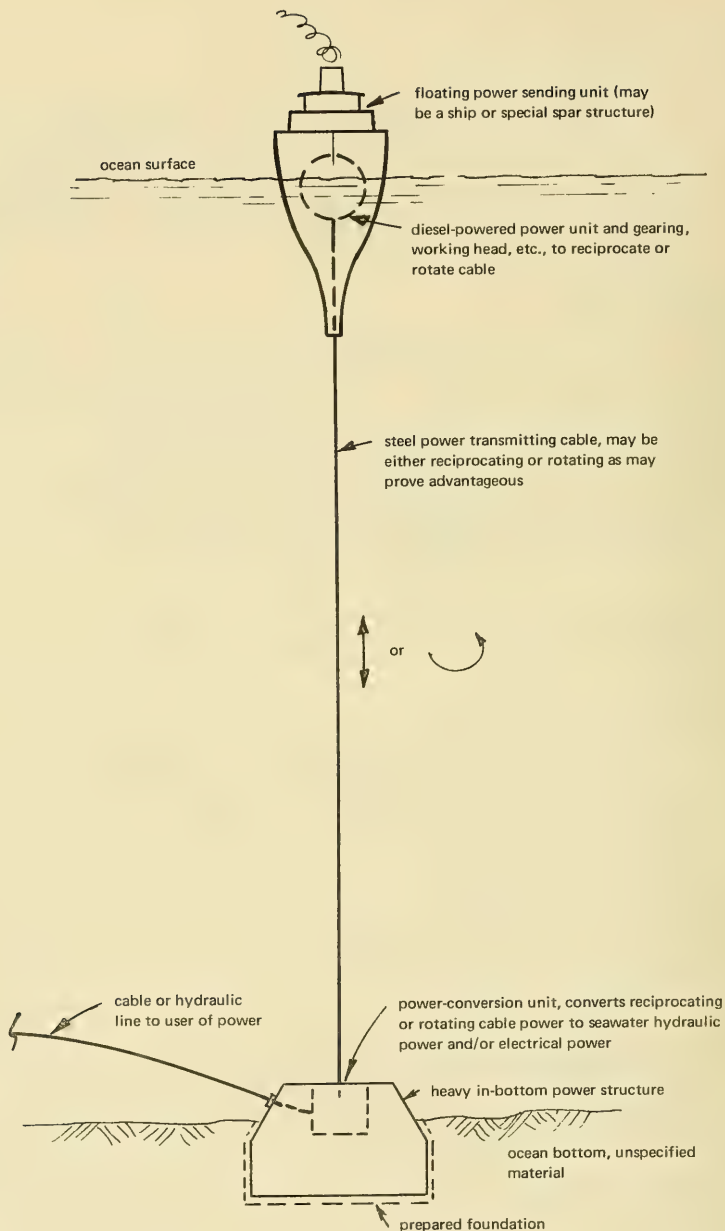 floating power sending unit (may
be a ship or special spar structure)
ocean surface
diesel-powered power unit and gearing,
working head, etc., to reciprocate or
rotate cable
steel power transmitting cable, may be
either reciprocating or rotating as may
prove advantageous
or
cable or hydraulic
line to user of power
power-conversion unit, converts reciprocating
or rotating cable power to seawater hydraulic
power and/or electrical power
heavy in-bottom power structure
ocean bottom, unspecified
material
prepared foundation